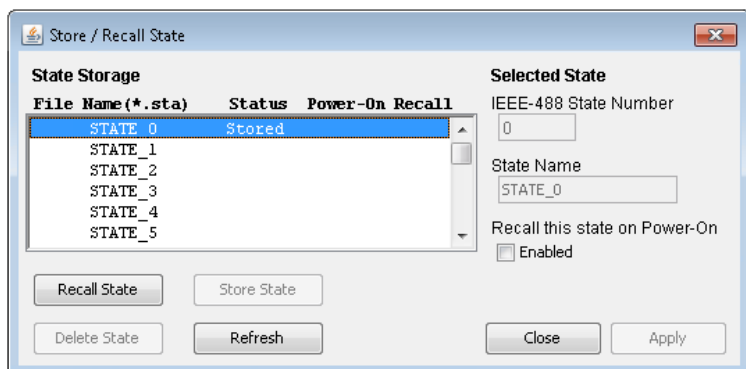 Store / Recall State
State Storage
File Name(*.sta) Status Power-On Recall
STATE_0 Stored
STATE_1
STATE_2
STATE_3
STATE_4
STATE_5
Recall State Store State
Delete State Refresh
Selected State
IEEE-488 State Number
0
State Name
STATE_0
Recall this state on Power-On
Enabled
Close Apply